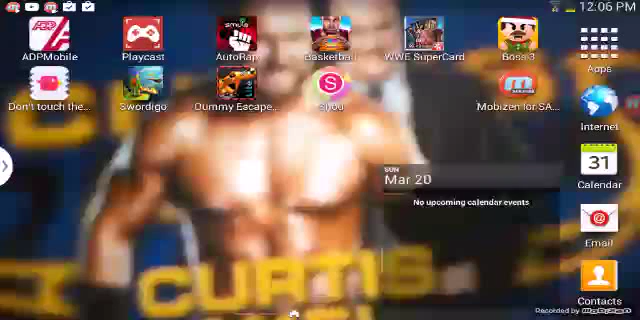 12:06 PM
ADPMobile
Playcast
AutoRap
Basketball
WWE SuperCard
Boss 3
Apps
Don't touch the...
Swordigo
Dummy Escape...
Mobizen for SA...
Internet
SUN
Mar 20
31
Calendar
No upcoming calendar events
Email
CURTIS
Contacts
Recorded by